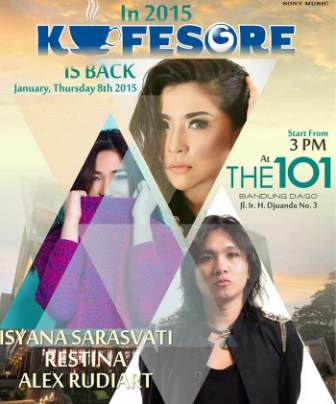 SONY MUSIC
In 2015
KOFESORE
IS BACK
January, Thursday 8th 2015
Start From
3 PM
At
THE 101
BANDUNG DAGO
Jl. Ir. H. Djuanda No. 3
ISYANA SARASVATI
RESTINA
ALEX RUDIART